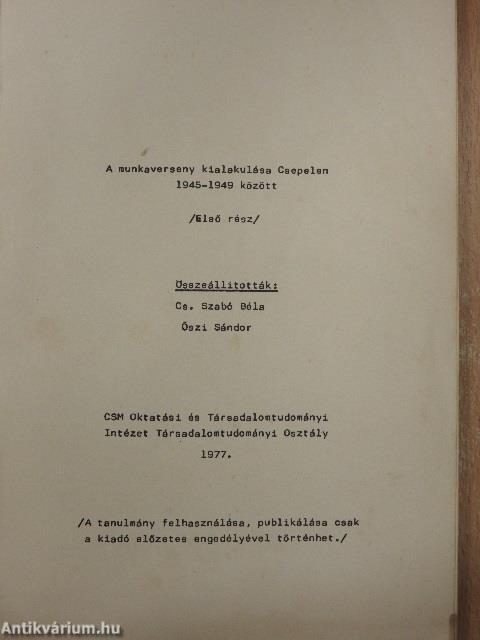 A munkaverseny kialakulása Csepelen
1945-1949 között
/Első rész/
Összeállították:
Cs. Szabó Béla
Őszi Sándor
CSM Oktatási és Társadalomtudományi
Intézet Társadalomtudományi Osztály
1977.
/A tanulmány felhasználása, publikálása csak
a kiadó előzetes engedélyével történhet./
Antikvárium.hu